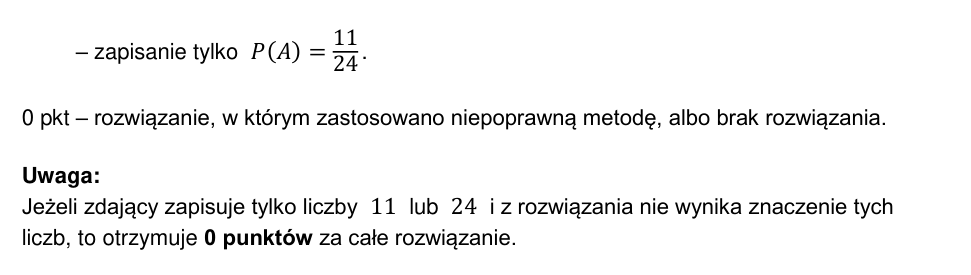 – zapisanie tylko P(A) = 11/24.
0 pkt – rozwiązanie, w którym zastosowano niepoprawną metodę, albo brak rozwiązania.
Uwaga:
Jeżeli zdający zapisuje tylko liczby 11 lub 24 i z rozwiązania nie wynika znaczenie tych
liczb, to otrzymuje 0 punktów za całe rozwiązanie.